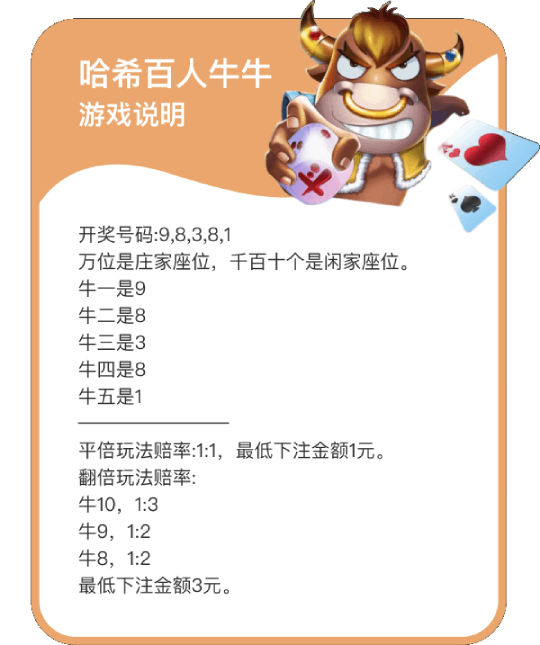 哈希百人牛牛
游戏说明
开奖号码:9,8,3,8,1
万位是庄家座位，千百十个是闲家座位。
牛一是9
牛二是8
牛三是3
牛四是8
牛五是1
平倍玩法赔率:1:1，最低下注金额1元。
翻倍玩法赔率:
牛10，1:3
牛9，1:2
牛8，1:2
最低下注金额3元。